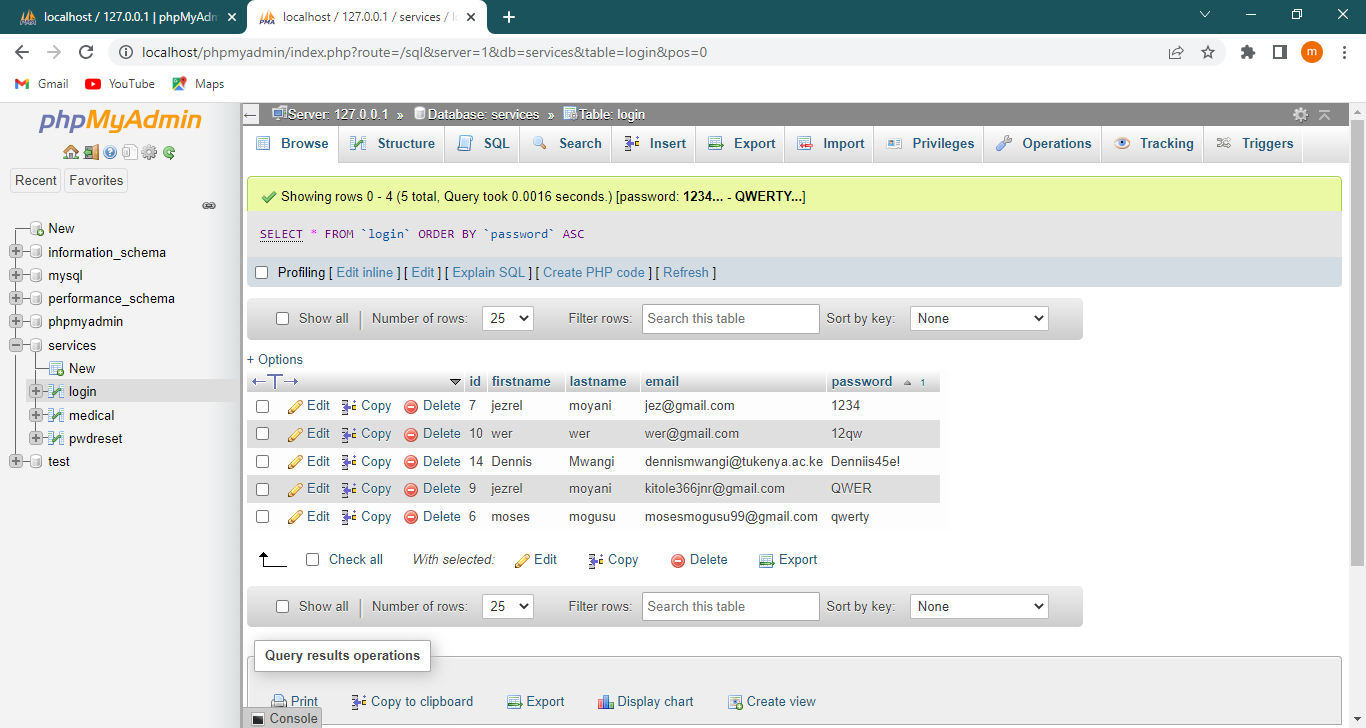 localhost / 127.0.0.1 | phpMyAdm
localhost / 127.0.0.1 / services / lo
localhost/phpmyadmin/index.php?route=/sql&server=1&db=services&table=login&pos=0
m
Gmail YouTube Maps
phpMyAdmin
Recent Favorites
New
information_schema
mysql
performance_schema
phpmyadmin
services
New
login
medical
pwdreset
test
Server: 127.0.0.1 » Database: services » Table: login
Browse Structure SQL Search Insert Export Import Privileges Operations Tracking Triggers
Showing rows 0 - 4 (5 total, Query took 0.0016 seconds.) [password: 1234... - QWERTY...]
SELECT * FROM `login` ORDER BY `password` ASC
Profiling [ Edit inline ] [ Edit ] [ Explain SQL ] [ Create PHP code ] [ Refresh ]
Show all | Number of rows: 25 Filter rows: Search this table Sort by key: None
+ Options
←T→ id firstname lastname email password 1
Edit Copy Delete 7 jezrel moyani jez@gmail.com 1234
Edit Copy Delete 10 wer wer wer@gmail.com 12qw
Edit Copy Delete 14 Dennis Mwangi dennismwangi@tukenya.ac.ke Denniis45e!
Edit Copy Delete 9 jezrel moyani kitole366jnr@gmail.com QWER
Edit Copy Delete 6 moses mogusu mosesmogusu99@gmail.com qwerty
Check all With selected: Edit Copy Delete Export
Show all | Number of rows: 25 Filter rows: Search this table Sort by key: None
Query results operations
Print Copy to clipboard Export Display chart Create view
Console